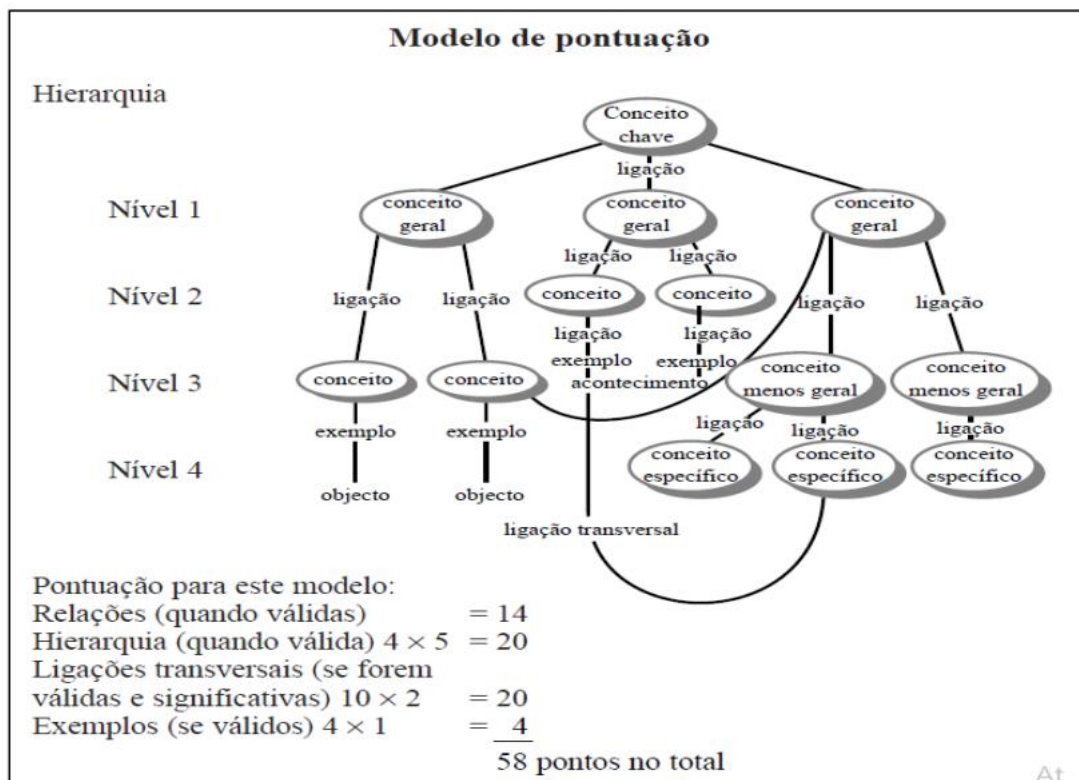 Modelo de pontuação
Hierarquia
Conceito
chave
ligação
Nível 1
conceito
geral
conceito
geral
conceito
geral
ligação
ligação
Nível 2
ligação
ligação
conceito
conceito
ligação
ligação
ligação
ligação
exemplo
exemplo
Nível 3
conceito
conceito
acontecimento
conceito
menos geral
conceito
menos geral
exemplo
exemplo
ligação
ligação
ligação
Nível 4
objecto
objecto
conceito
específico
conceito
específico
conceito
específico
ligação transversal
Pontuação para este modelo:
Relações (quando válidas) = 14
Hierarquia (quando válida) 4 × 5 = 20
Ligações transversais (se forem
válidas e significativas) 10 × 2 = 20
Exemplos (se válidos) 4 × 1 = 4
58 pontos no total
At